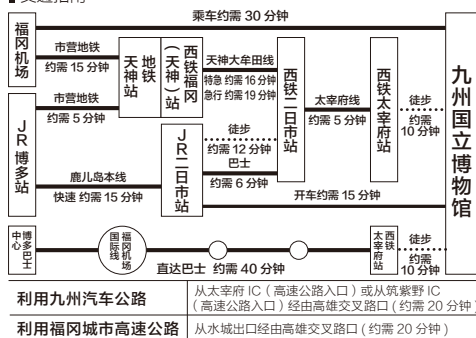 乘车约需 30 分钟
福冈机场
市营地铁
约需 15 分钟
地铁
天神站
西铁福冈
(天神)站
天神大牟田线
特急 约需 16 分钟
急行 约需 19 分钟
西铁二日市站
太宰府线
约需 5 分钟
西铁太宰府站
徒步
约需
10 分钟
九州国立博物馆
JR博多站
市营地铁
约需 5 分钟
鹿儿岛本线
快速 约需 15 分钟
JR二日市站
徒步
约需 12 分钟
巴士
约需 6 分钟
开车约需 15 分钟
博多巴士
中心
福冈机场
国际线
直达巴士 约需 40 分钟
西铁
太宰府站
徒步
约需
10 分钟
利用九州汽车公路
从太宰府 IC（高速公路入口）或从筑紫野 IC
（高速公路入口）经由高雄交叉路口 ( 约需 20 分钟 )
利用福冈城市高速公路
从水城出口经由高雄交叉路口 ( 约需 20 分钟 )